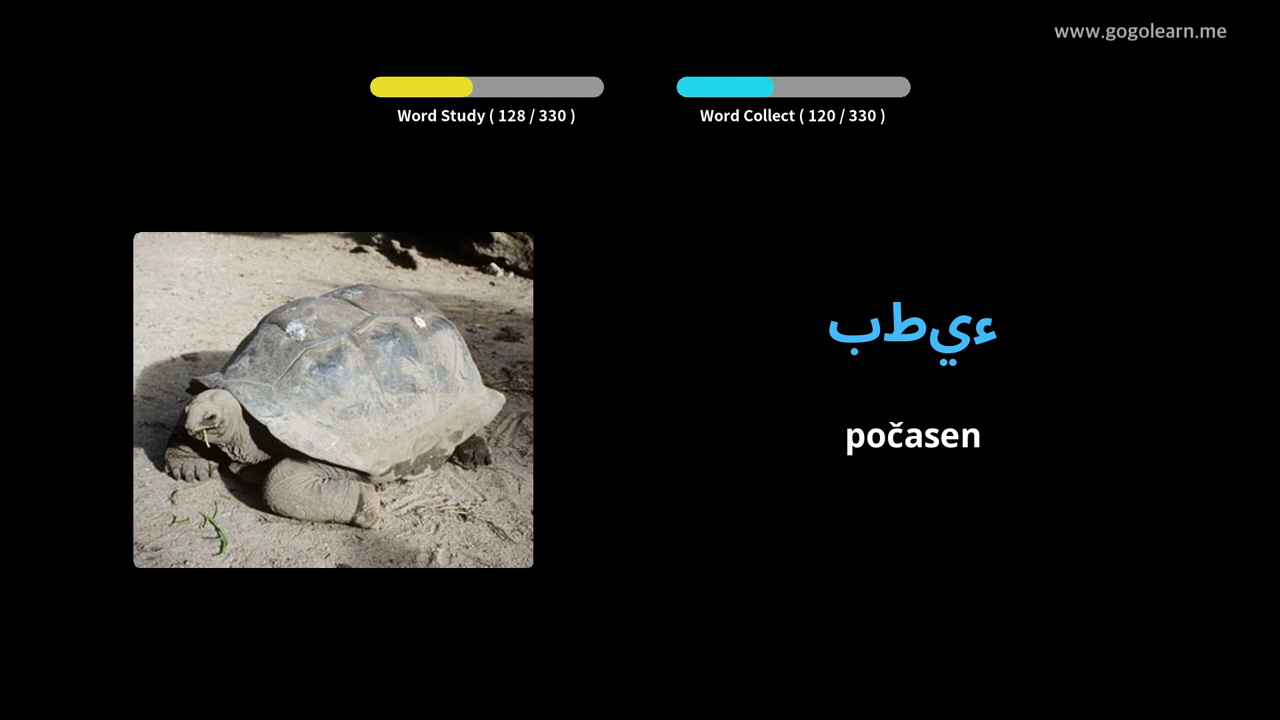 www.gogolearn.me
Word Study ( 128 / 330 )
Word Collect ( 120 / 330 )
ءيطب
počasen